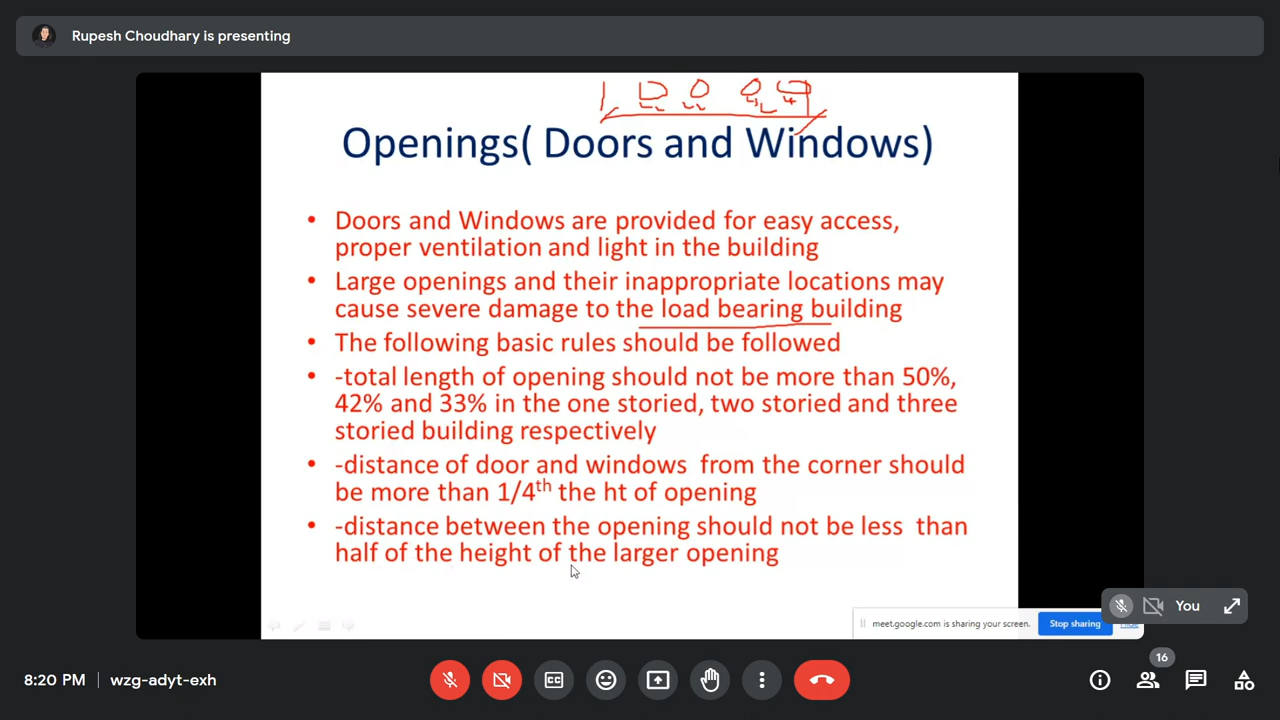 Rupesh Choudhary is presenting
Openings( Doors and Windows)
• Doors and Windows are provided for easy access,
proper ventilation and light in the building
• Large openings and their inappropriate locations may
cause severe damage to the load bearing building
• The following basic rules should be followed
• -total length of opening should not be more than 50%,
42% and 33% in the one storied, two storied and three
storied building respectively
• -distance of door and windows from the corner should
be more than 1/4th the ht of opening
• -distance between the opening should not be less than
half of the height of the larger opening
You
meet.google.com is sharing your screen.
Stop sharing
16
8:20 PM | wzg-adyt-exh
CC